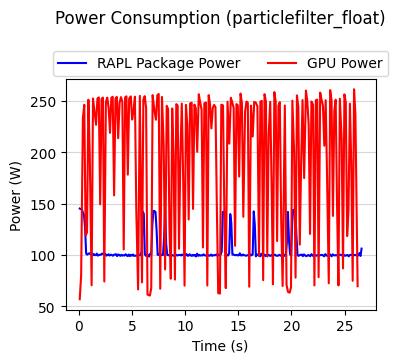 Power Consumption (particlefilter_float)
RAPL Package Power
GPU Power
250
200
150
100
50
Power (W)
0
5
10
15
20
25
Time (s)